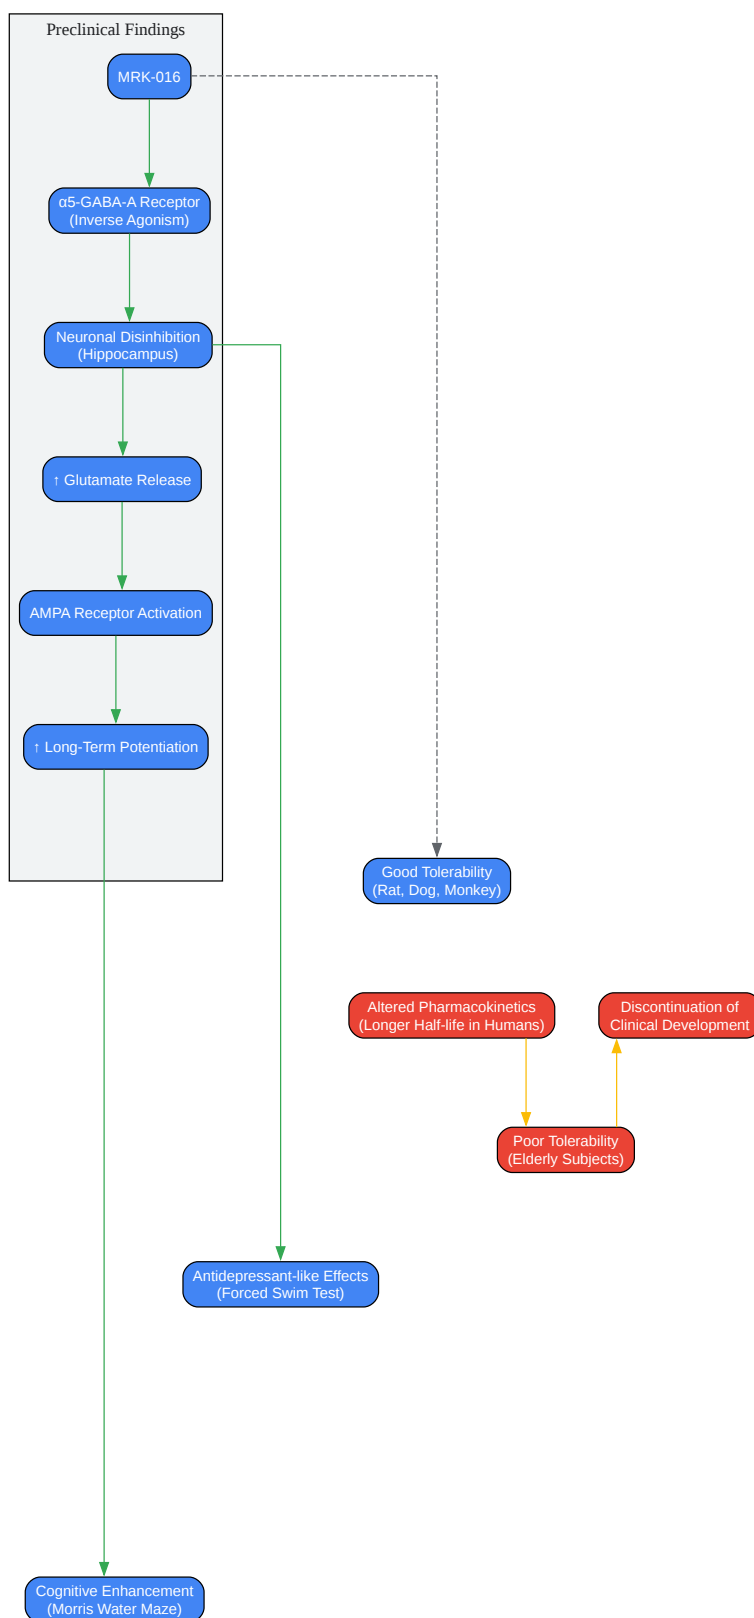 Preclinical Findings
MRK-016
α5-GABA-A Receptor
(Inverse Agonism)
Neuronal Disinhibition
(Hippocampus)
↑ Glutamate Release
AMPA Receptor Activation
↑ Long-Term Potentiation
Good Tolerability
(Rat, Dog, Monkey)
Altered Pharmacokinetics
(Longer Half-life in Humans)
Discontinuation of
Clinical Development
Poor Tolerability
(Elderly Subjects)
Antidepressant-like Effects
(Forced Swim Test)
Cognitive Enhancement
(Morris Water Maze)